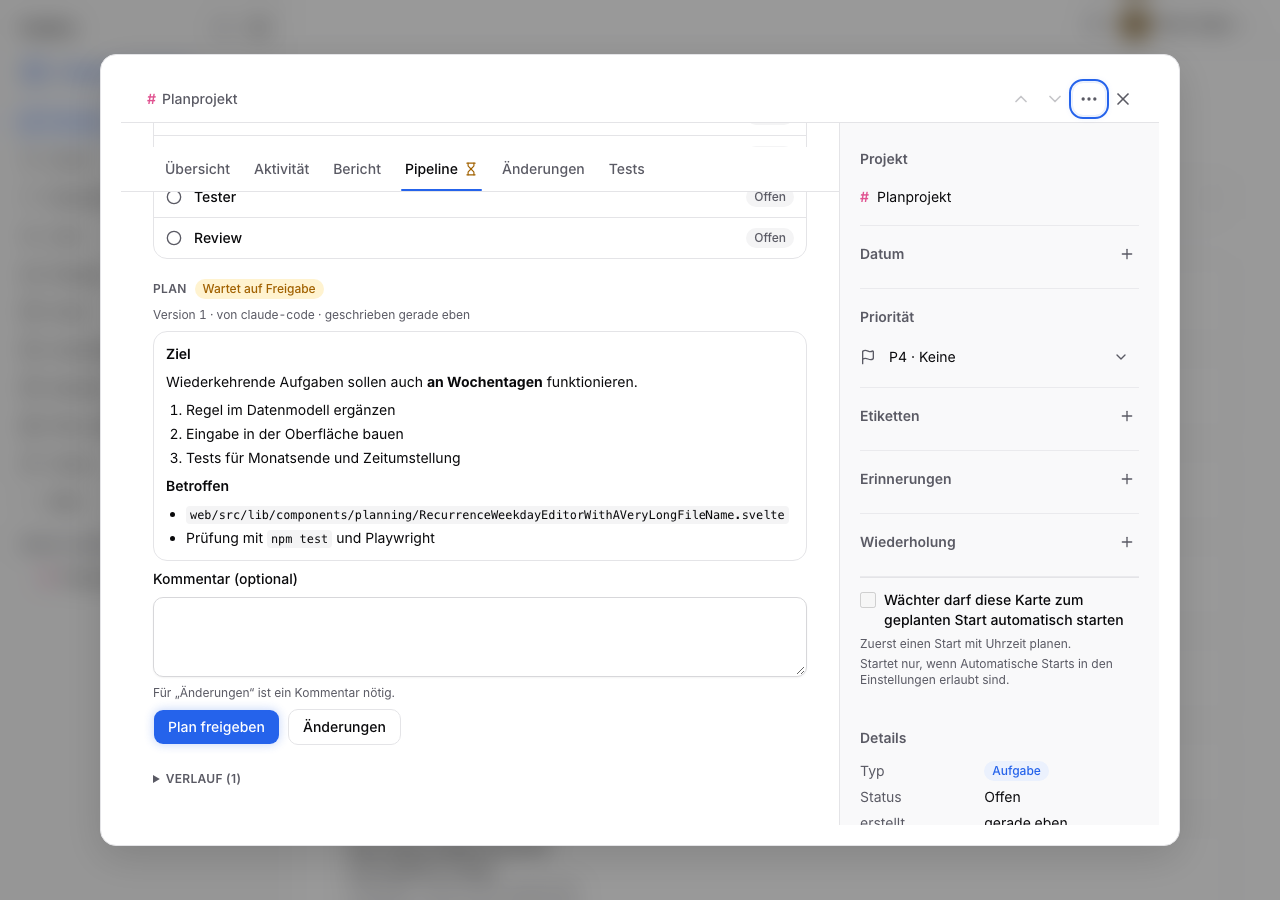 # Planprojekt
Übersicht Aktivität Bericht Pipeline Änderungen Tests
Tester Offen
Review Offen
PLAN Wartet auf Freigabe
Version 1 · von claude-code · geschrieben gerade eben
Ziel
Wiederkehrende Aufgaben sollen auch an Wochentagen funktionieren.
1. Regel im Datenmodell ergänzen
2. Eingabe in der Oberfläche bauen
3. Tests für Monatsende und Zeitumstellung
Betroffen
• web/src/lib/components/planning/RecurrenceWeekdayEditorWithAVeryLongFileName.svelte
• Prüfung mit npm test und Playwright
Kommentar (optional)
Für „Änderungen“ ist ein Kommentar nötig.
Plan freigeben Änderungen
VERLAUF (1)
Projekt
# Planprojekt
Datum
Priorität
P4 · Keine
Etiketten
Erinnerungen
Wiederholung
Wächter darf diese Karte zum
geplanten Start automatisch starten
Zuerst einen Start mit Uhrzeit planen.
Startet nur, wenn Automatische Starts in den
Einstellungen erlaubt sind.
Details
Typ Aufgabe
Status Offen
erstellt gerade eben